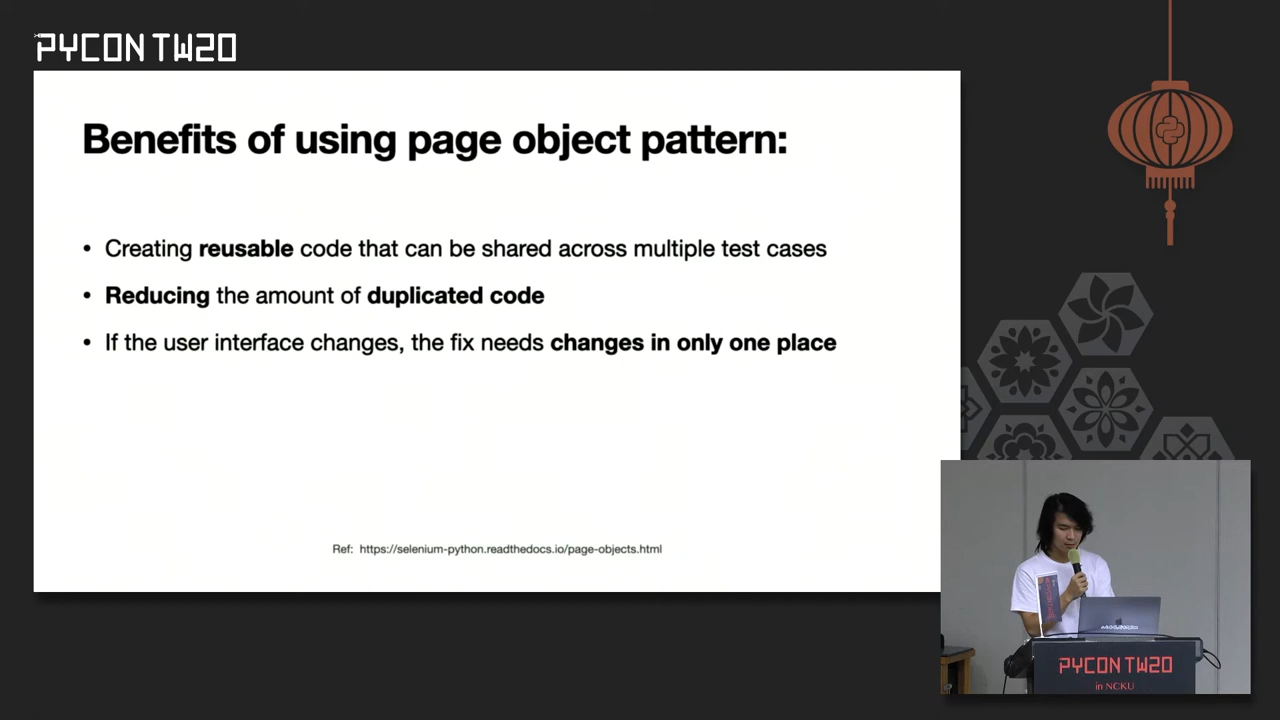 PYCON TW20
Benefits of using page object pattern:
• Creating reusable code that can be shared across multiple test cases
• Reducing the amount of duplicated code
• If the user interface changes, the fix needs changes in only one place
Ref: https://selenium-python.readthedocs.io/page-objects.html
PYCON TW20
in NCKU